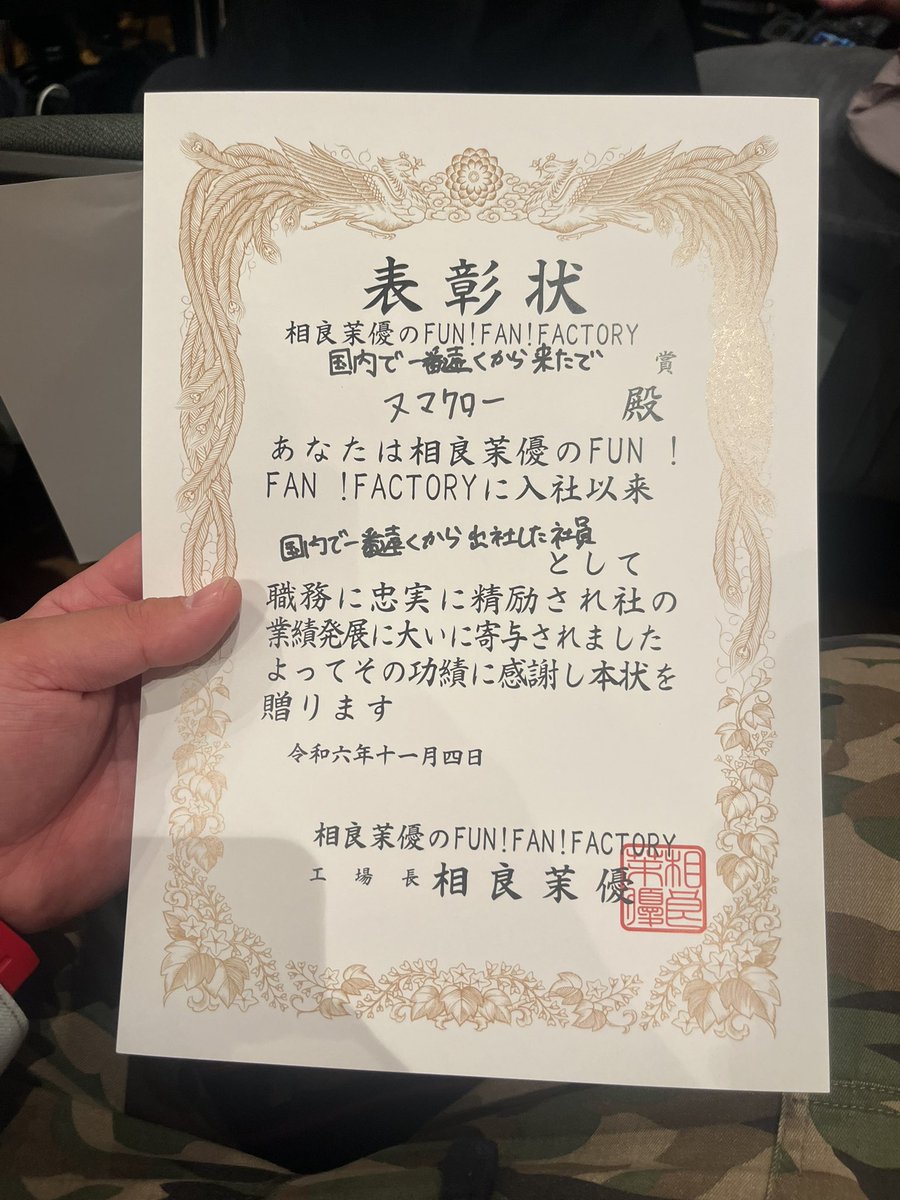 表彰状
相良茉優のFUN!FAN!FACTORY
国内で一番遠くから来たで 賞
ヌマクロー 殿
あなたは相良茉優のFUN !
FAN !FACTORYに入社以来
国内で一番遠くから出社した社員
として
職務に忠実に精励され社の
業績発展に大いに寄与されました
よってその功績に感謝し本状を
贈ります
令和六年十一月四日
相良茉優のFUN!FAN!FACTORY
工場長 相良茉優
相良
茉優